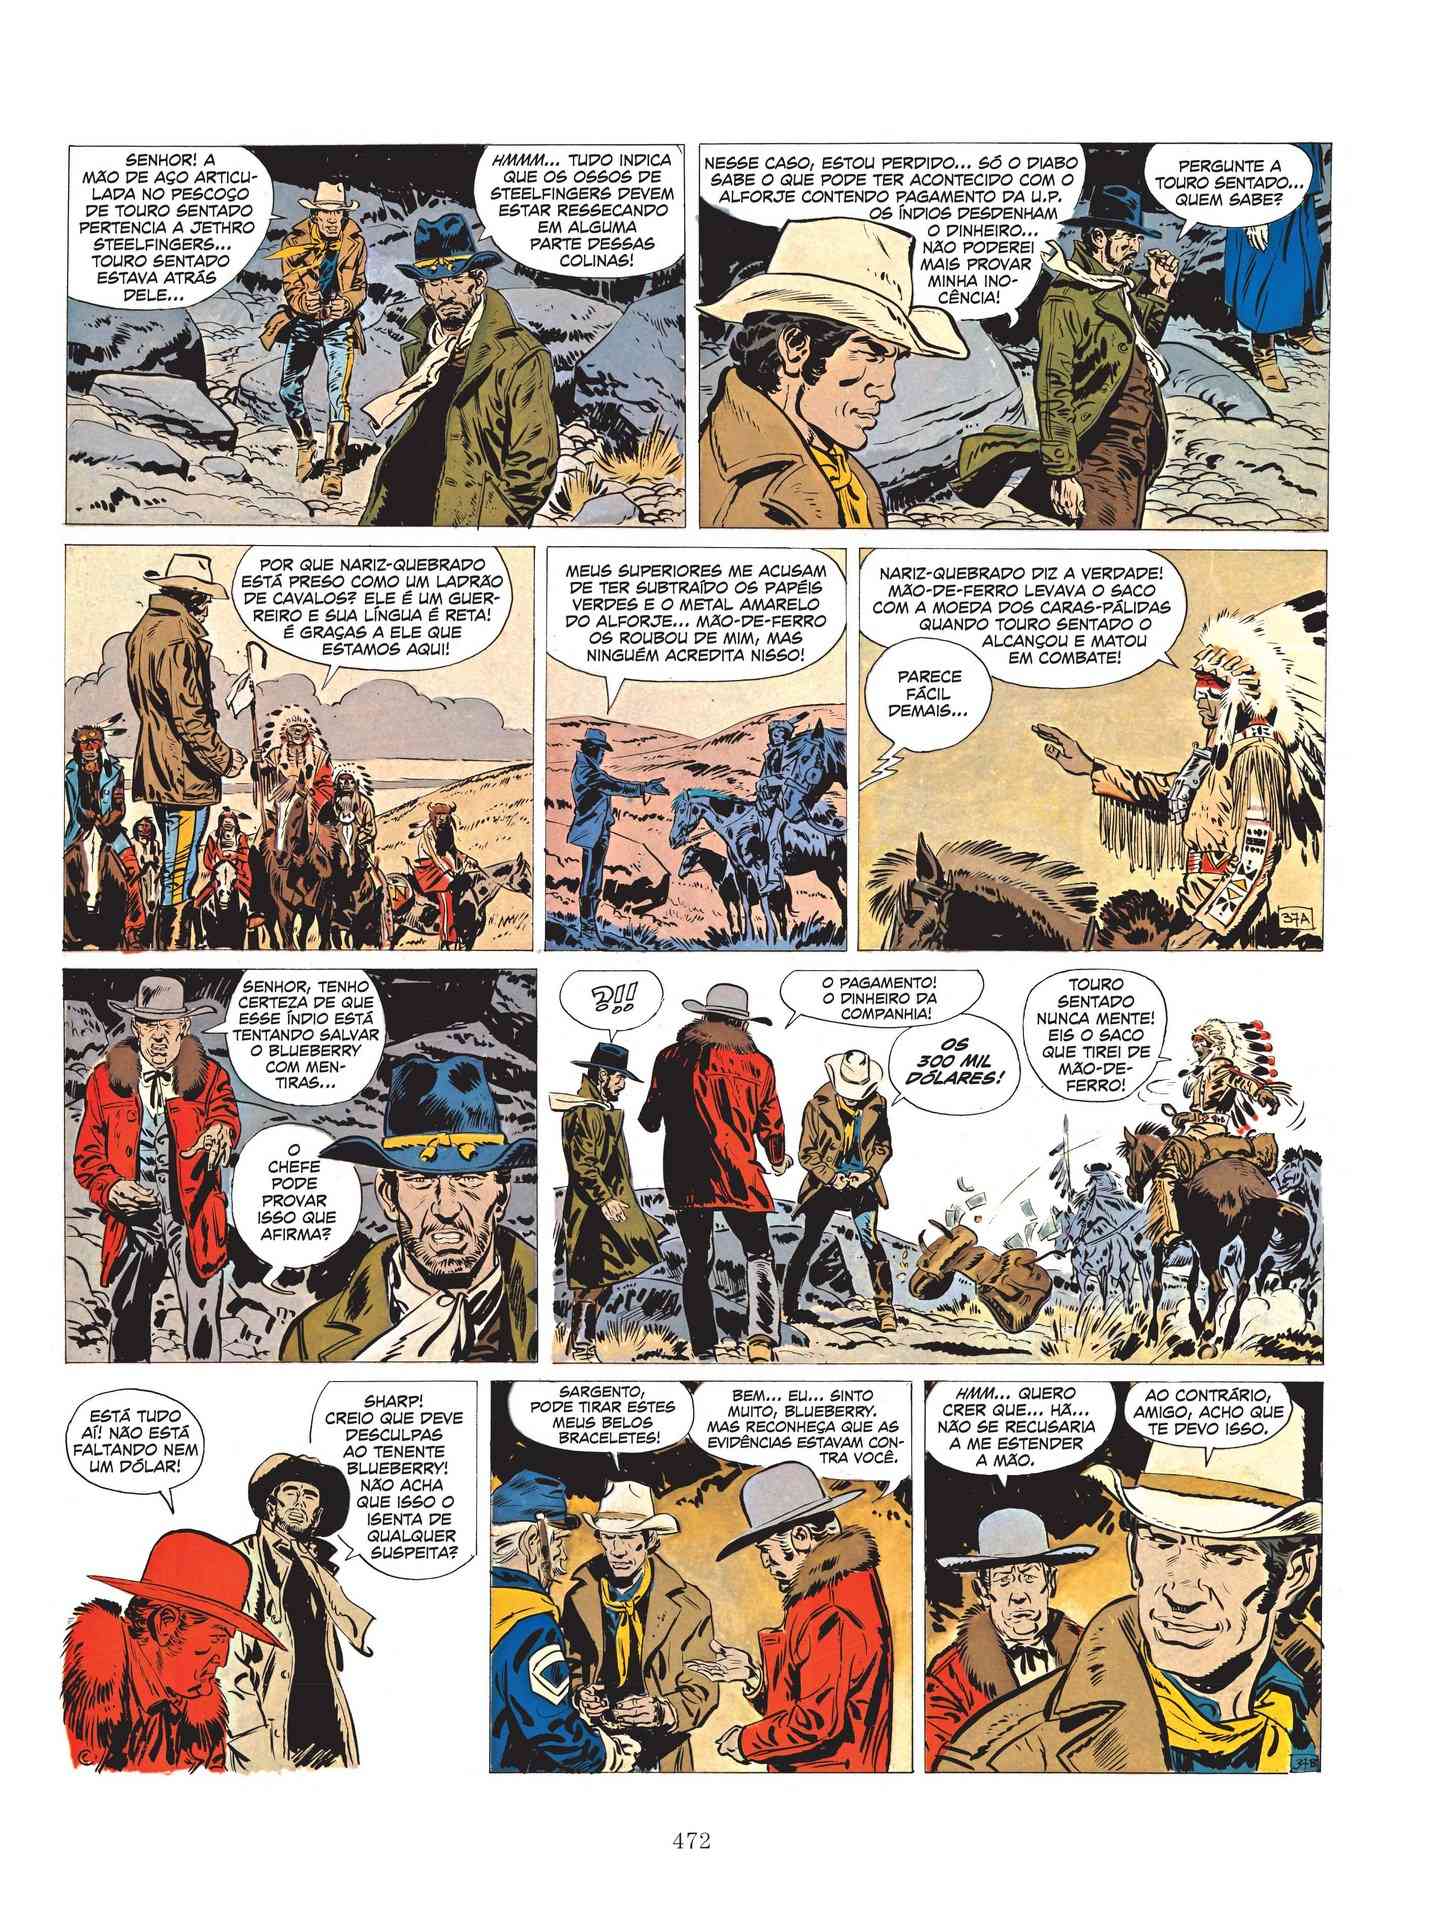 SENHOR! A
MÃO DE AÇO ARTICU-
LADA NO PESCOÇO
DE TOURO SENTADO
PERTENCIA A JETHRO
STEELFINGERS...
TOURO SENTADO
ESTAVA ATRÁS
DELE...
HMMM... TUDO INDICA
QUE OS OSSOS DE
STEELFINGERS DEVEM
ESTAR RESSECANDO
EM ALGUMA
PARTE DESSAS
COLINAS!
NESSE CASO, ESTOU PERDIDO... SÓ O DIABO
SABE O QUE PODE TER ACONTECIDO COM O
ALFORJE CONTENDO PAGAMENTO DA U.P.
OS ÍNDIOS DESDENHAM
O DINHEIRO...
NÃO PODEREI
MAIS PROVAR
MINHA INO-
CÊNCIA!
PERGUNTE A
TOURO SENTADO...
QUEM SABE?
POR QUE NARIZ-QUEBRADO
ESTÁ PRESO COMO UM LADRÃO
DE CAVALOS? ELE É UM GUER-
REIRO E SUA LÍNGUA É RETA!
É GRAÇAS A ELE QUE
ESTAMOS AQUI!
MEUS SUPERIORES ME ACUSAM
DE TER SUBTRAÍDO OS PAPÉIS
VERDES E O METAL AMARELO
DO ALFORJE... MÃO-DE-FERRO
OS ROUBOU DE MIM, MAS
NINGUÉM ACREDITA NISSO!
NARIZ-QUEBRADO DIZ A VERDADE!
MÃO-DE-FERRO LEVAVA O SACO
COM A MOEDA DOS CARAS-PÁLIDAS
QUANDO TOURO SENTADO O
ALCANÇOU E MATOU
EM COMBATE!
PARECE
FÁCIL
DEMAIS...
37A
SENHOR, TENHO
CERTEZA DE QUE
ESSE ÍNDIO ESTÁ
TENTANDO SALVAR
O BLUEBERRY
COM MEN-
TIRAS...
O
CHEFE
PODE
PROVAR
ISSO QUE
AFIRMA?
?!!
O PAGAMENTO!
O DINHEIRO DA
COMPANHIA!
OS
300 MIL
DÓLARES!
TOURO
SENTADO
NUNCA MENTE!
EIS O SACO
QUE TIREI DE
MÃO-DE-
FERRO!
ESTÁ TUDO
AÍ! NÃO ESTÁ
FALTANDO NEM
UM DÓLAR!
SHARP!
CREIO QUE DEVE
DESCULPAS
AO TENENTE
BLUEBERRY!
NÃO ACHA
QUE ISSO O
ISENTA DE
QUALQUER
SUSPEITA?
SARGENTO,
PODE TIRAR ESTES
MEUS BELOS
BRACELETES!
BEM... EU... SINTO
MUITO, BLUEBERRY.
MAS RECONHEÇA QUE AS
EVIDÊNCIAS ESTAVAM CON-
TRA VOCÊ.
HMM... QUERO
CRER QUE... HÃ...
NÃO SE RECUSARIA
A ME ESTENDER
A MÃO.
AO CONTRÁRIO,
AMIGO, ACHO QUE
TE DEVO ISSO.
37B
472